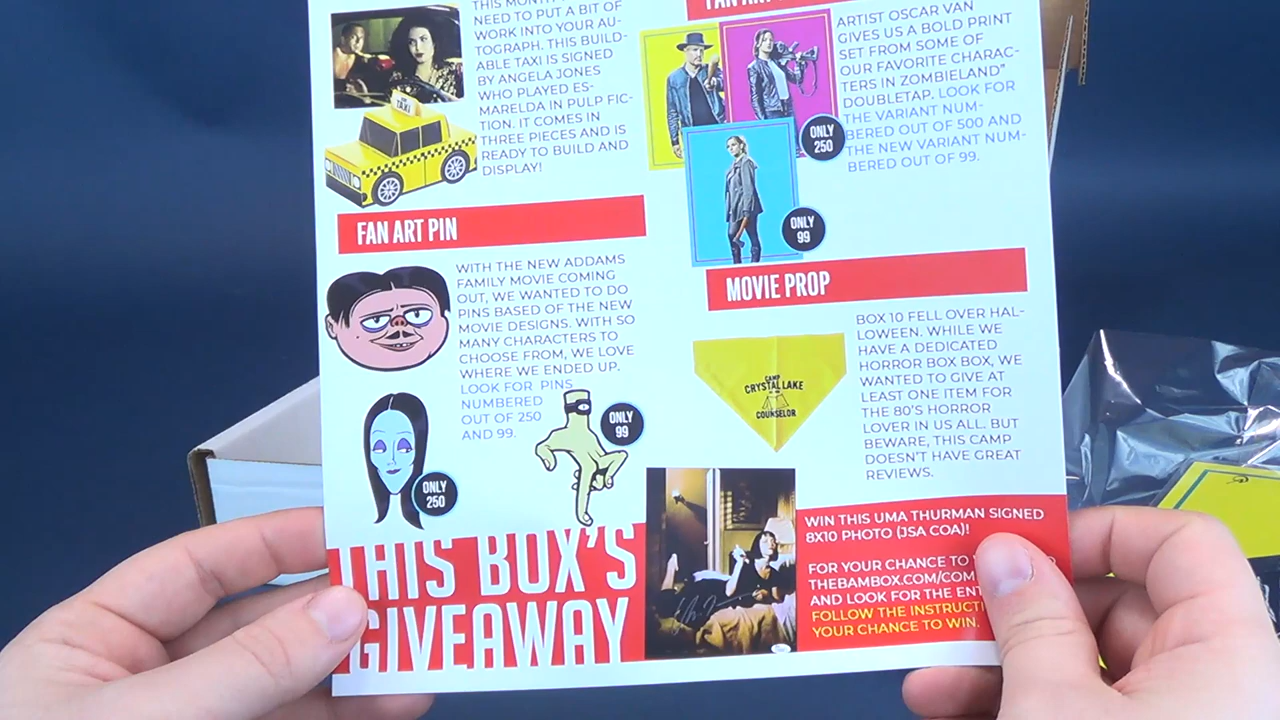 THIS MONTH
NEED TO PUT A BIT OF
WORK INTO YOUR AU-
TOGRAPH. THIS BUILD-
ABLE TAXI IS SIGNED
BY ANGELA JONES
WHO PLAYED ES-
MARELDA IN PULP FIC-
TION. IT COMES IN
THREE PIECES AND IS
READY TO BUILD AND
DISPLAY!
TAXI
FAN ART PIN
WITH THE NEW ADDAMS
FAMILY MOVIE COMING
OUT, WE WANTED TO DO
PINS BASED OF THE NEW
MOVIE DESIGNS. WITH SO
MANY CHARACTERS TO
CHOOSE FROM, WE LOVE
WHERE WE ENDED UP.
LOOK FOR PINS
NUMBERED
OUT OF 250
AND 99.
ONLY
99
ONLY
250
FAN ART
ARTIST OSCAR VAN
GIVES US A BOLD PRINT
SET FROM SOME OF
OUR FAVORITE CHARAC-
TERS IN ZOMBIELAND"
DOUBLETAP. LOOK FOR
THE VARIANT NUM-
BERED OUT OF 500 AND
THE NEW VARIANT NUM-
BERED OUT OF 99.
ONLY
250
ONLY
99
MOVIE PROP
BOX 10 FELL OVER HAL-
LOWEEN. WHILE WE
HAVE A DEDICATED
HORROR BOX BOX, WE
WANTED TO GIVE AT
LEAST ONE ITEM FOR
THE 80'S HORROR
LOVER IN US ALL. BUT
BEWARE, THIS CAMP
DOESN'T HAVE GREAT
REVIEWS.
CAMP
CRYSTAL LAKE
COUNSELOR
THIS BOX'S
GIVEAWAY
WIN THIS UMA THURMAN SIGNED
8X10 PHOTO (JSA COA)!
FOR YOUR CHANCE TO
THEBAMBOX.COM/COM
AND LOOK FOR THE ENT
FOLLOW THE INSTRUCTI
YOUR CHANCE TO WIN.